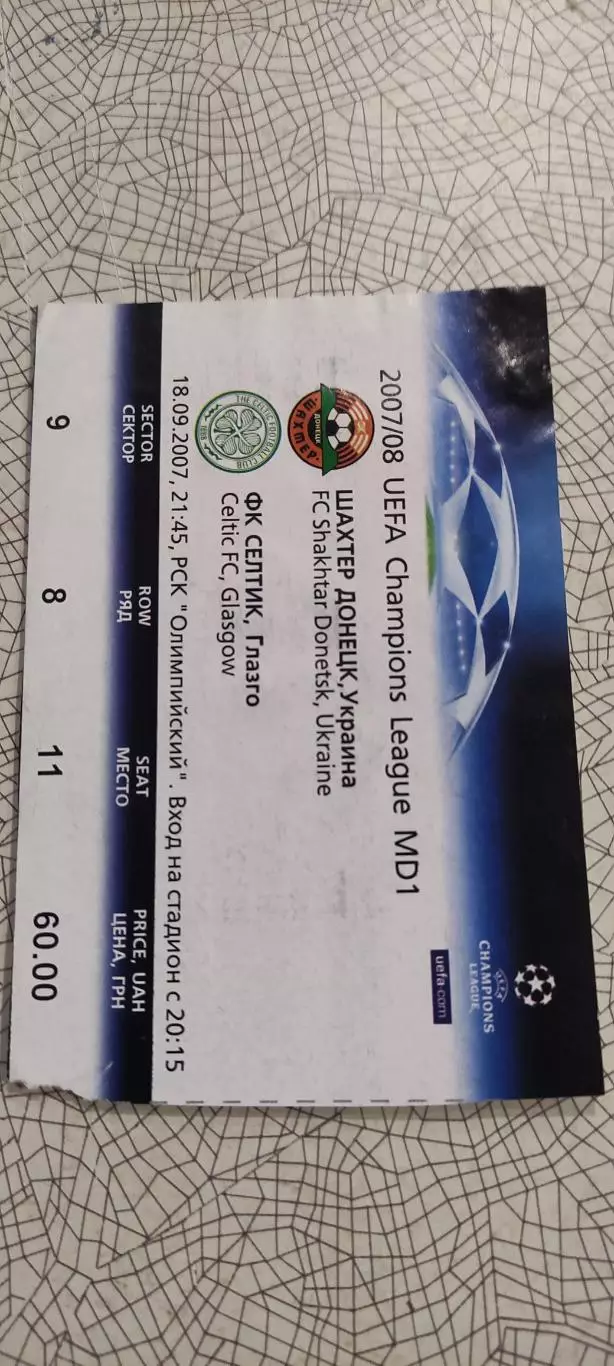 UEFA
CHAMPIONS
LEAGUE
uefa.com
2007/08 UEFA Champions League MD1
ШАХТЕР
ДОНЕЦК
ШАХТЕР ДОНЕЦК, Украина
FC Shakhtar Donetsk, Ukraine
THE CELTIC FOOTBALL CLUB
1888
ФК СЕЛТИК, Глазго
Celtic FC, Glasgow
18.09.2007, 21:45, РСК "Олимпийский". Вход на стадион с 20:15
SECTOR ROW SEAT PRICE, UAH
СЕКТОР РЯД МЕСТО ЦЕНА, ГРН
9 8 11 60.00